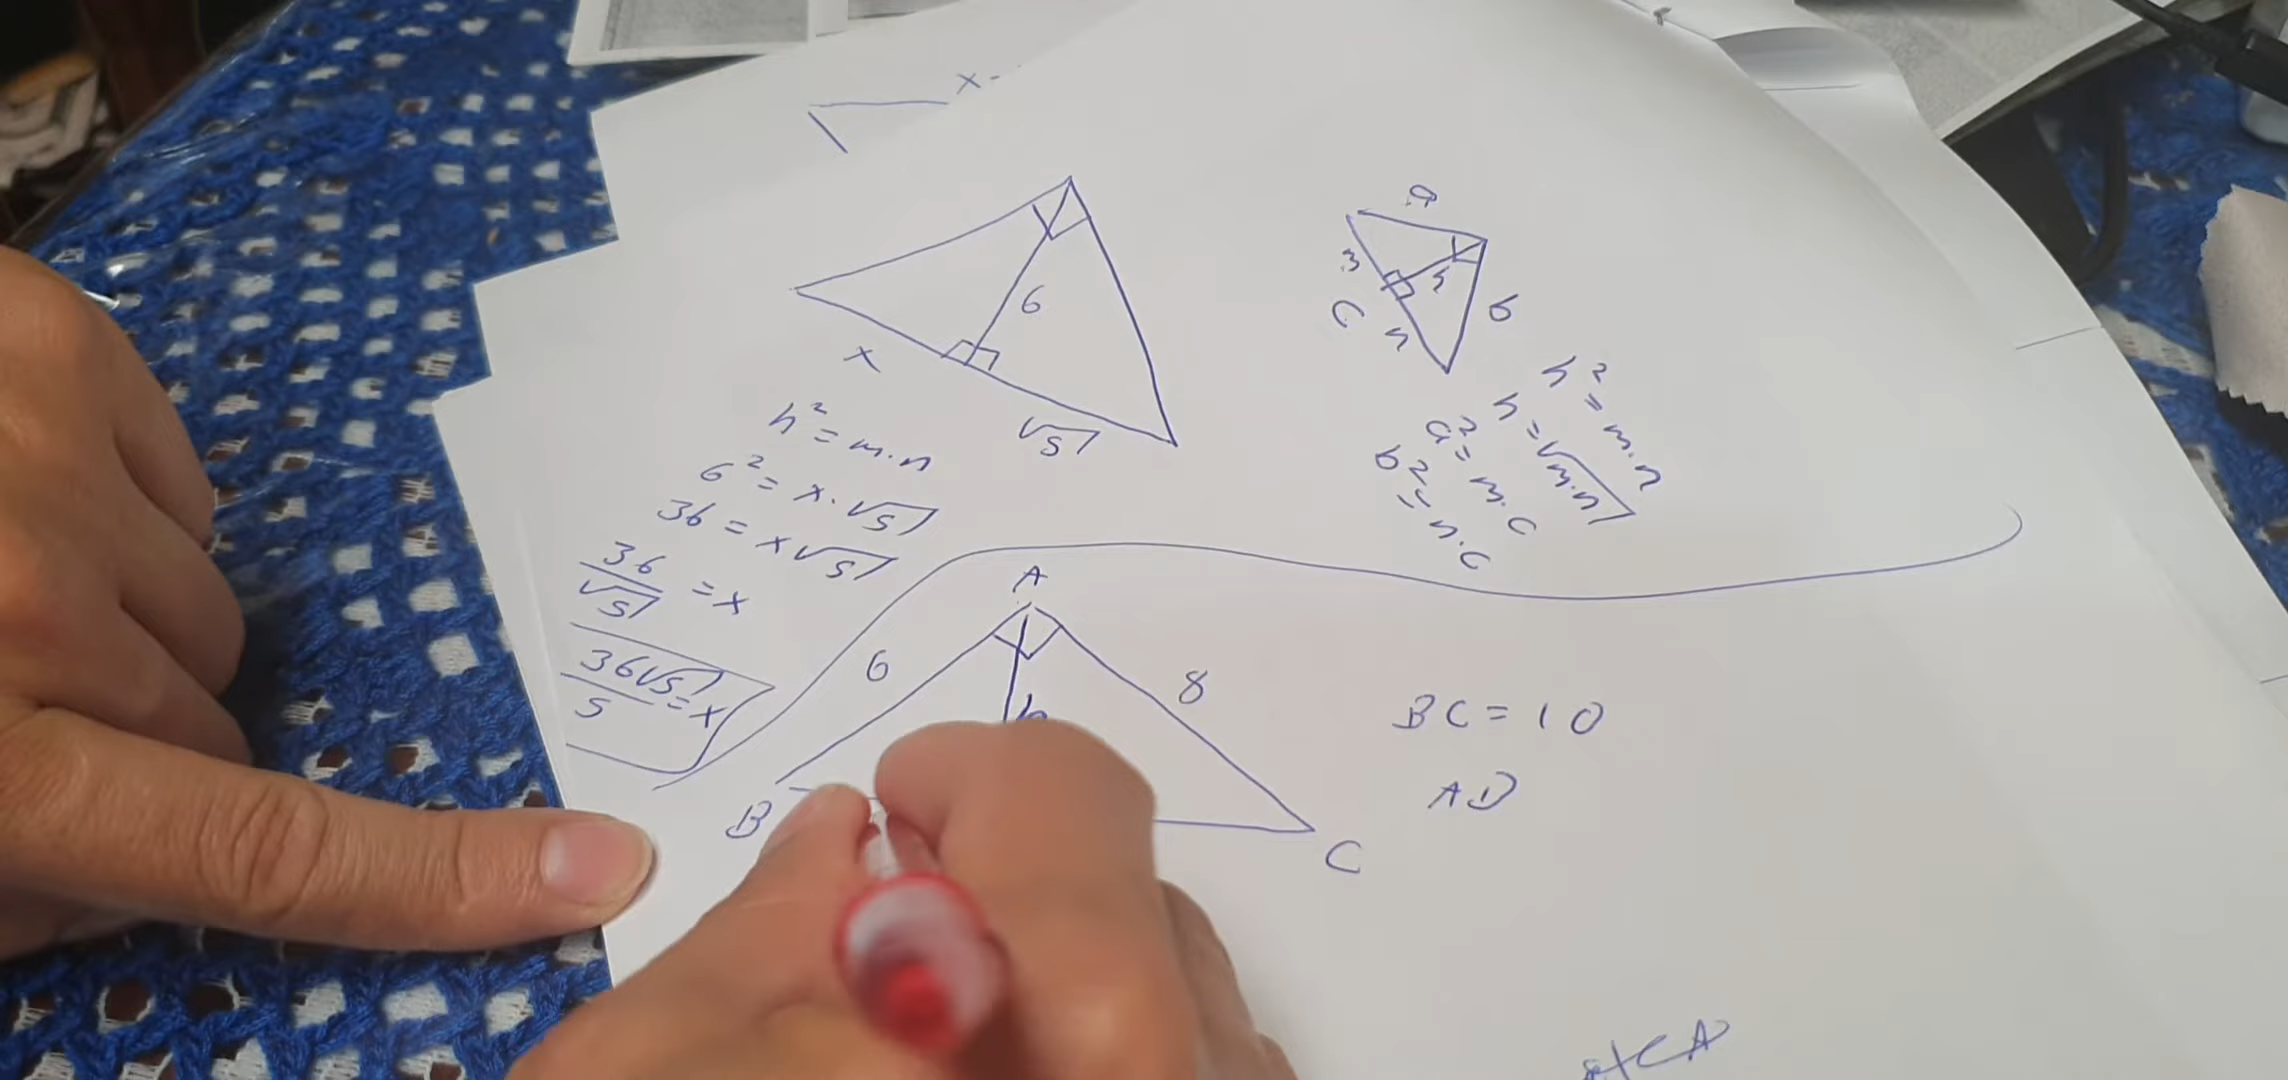 x -
6
x
√5
h² = m.n
6² = x.√5
36 = x√5
36/√5 = x
36√5/5 = x
a
3
h
b
c
n
h² = m.n
h = √m.n
a² = m.c
b² = n.c
A
6
8
h
B
C
BC = 10
AD